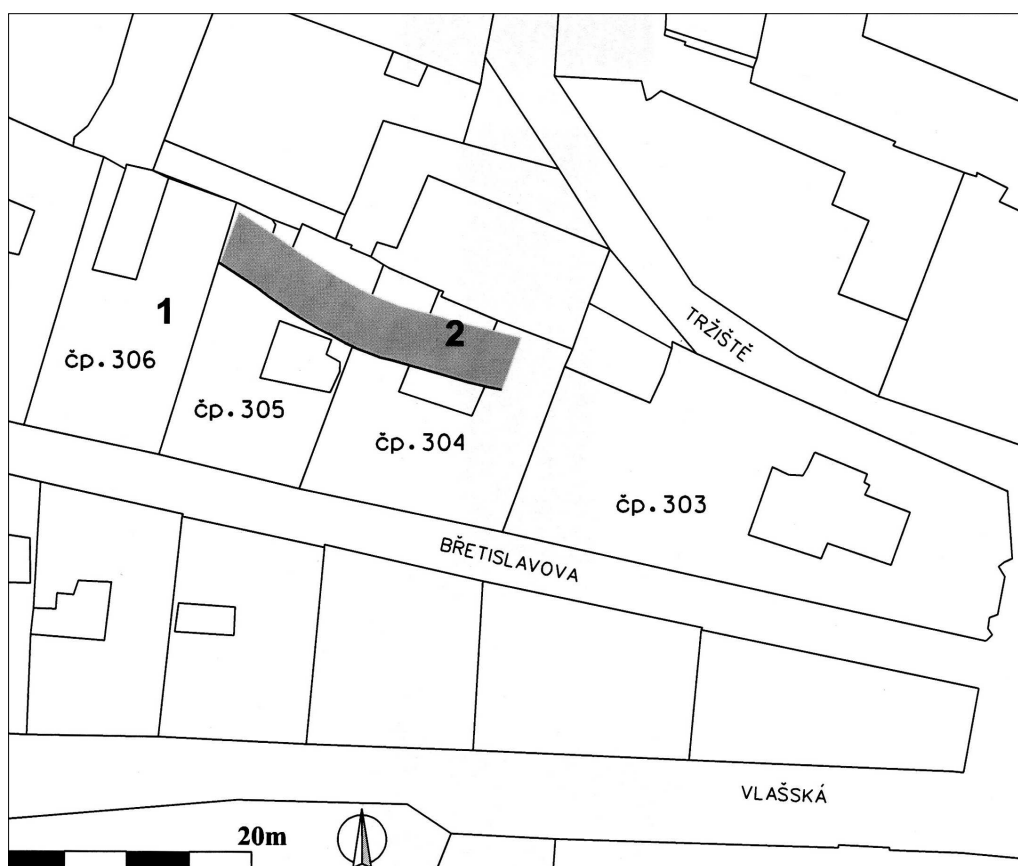 TRŽIŠTĚ
1
2
čp.306
čp.305
čp.304
čp.303
BŘETISLAVOVA
VLAŠSKÁ
20m